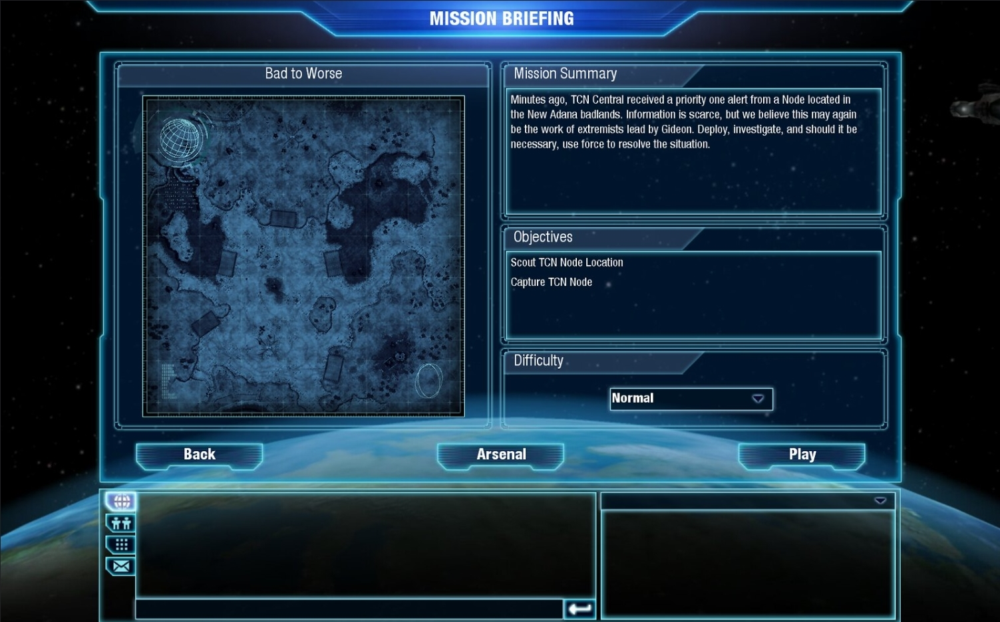 MISSION BRIEFING
Bad to Worse
Mission Summary
Minutes ago, TCN Central received a priority one alert from a Node located in
the New Adana badlands. Information is scarce, but we believe this may again
be the work of extremists lead by Gideon. Deploy, investigate, and should it be
necessary, use force to resolve the situation.
Objectives
Scout TCN Node Location
Capture TCN Node
Difficulty
Normal
Back
Arsenal
Play